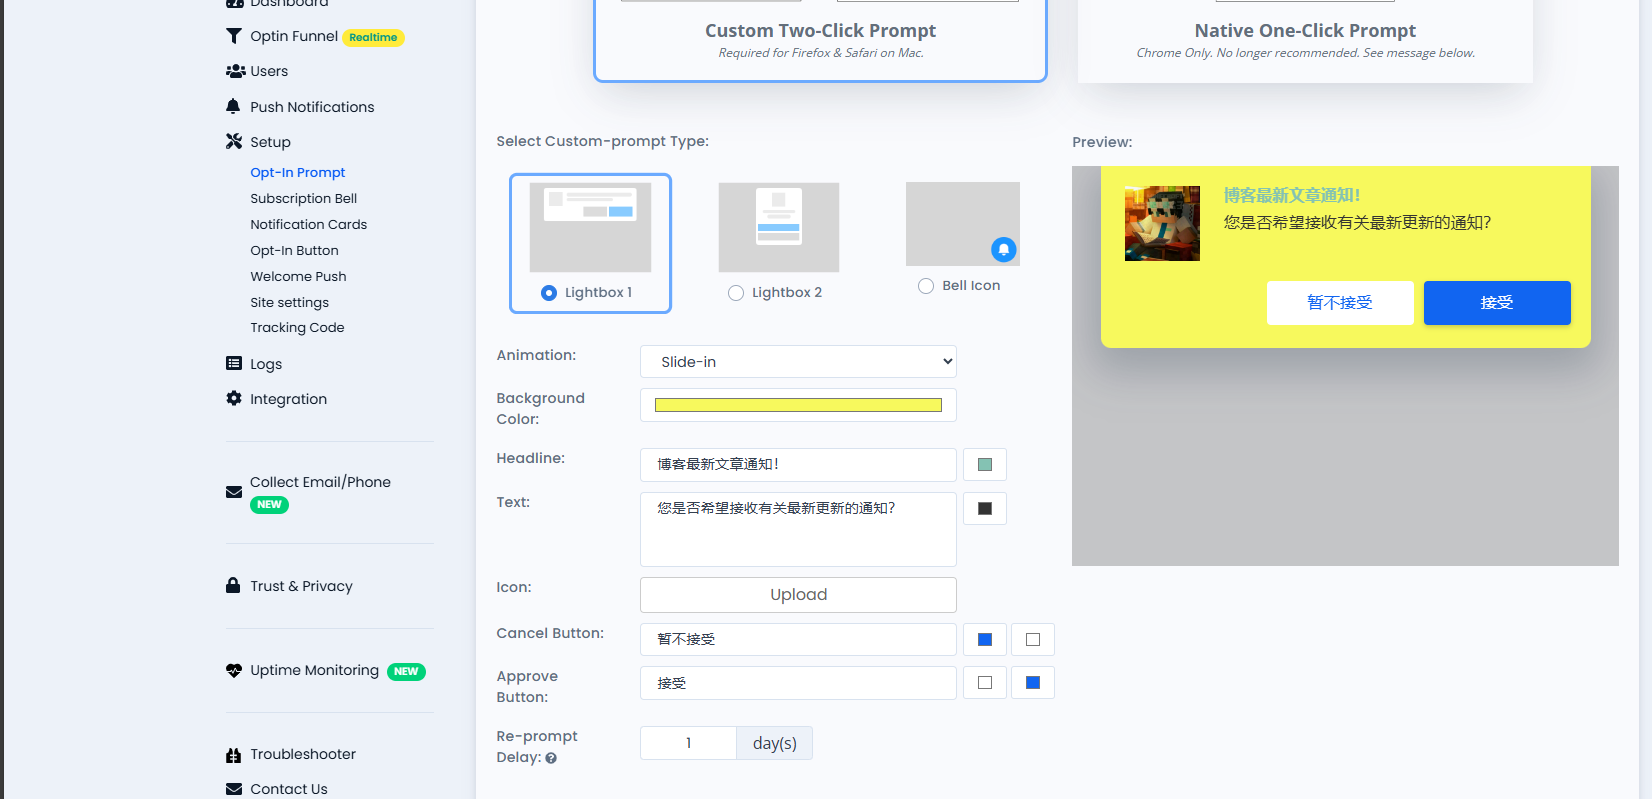 Dashboard
Optin Funnel Realtime
Users
Push Notifications
Setup
Opt-In Prompt
Subscription Bell
Notification Cards
Opt-In Button
Welcome Push
Site settings
Tracking Code
Logs
Integration
Collect Email/Phone
NEW
Trust & Privacy
Uptime Monitoring NEW
Troubleshooter
Contact Us
Custom Two-Click Prompt
Required for Firefox & Safari on Mac.
Native One-Click Prompt
Chrome Only. No longer recommended. See message below.
Select Custom-prompt Type:
Lightbox 1
Lightbox 2
Bell Icon
Animation:
Slide-in
Background
Color:
Headline:
博客最新文章通知!
Text:
您是否希望接收有关最新更新的通知?
Icon:
Upload
Cancel Button:
暂不接受
Approve
Button:
接受
Re-prompt
Delay:
1
day(s)
Preview:
博客最新文章通知!
您是否希望接收有关最新更新的通知?
暂不接受
接受